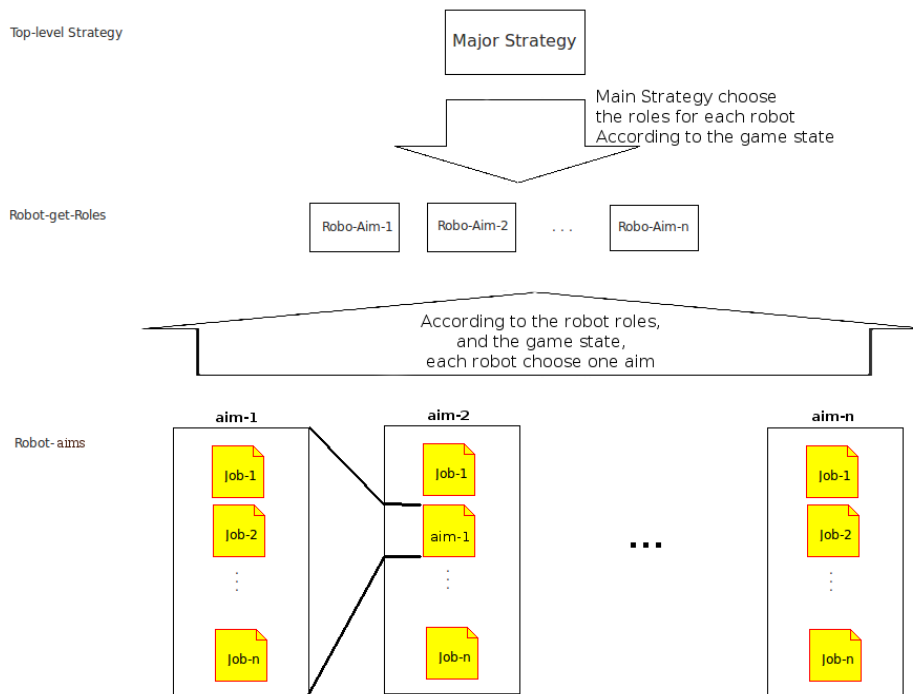 Top-level Strategy
Major Strategy
Main Strategy choose
the roles for each robot
According to the game state
Robot-get-Roles
Robo-Aim-1
Robo-Aim-2
...
Robo-Aim-n
According to the robot roles,
and the game state,
each robot choose one aim
Robot-aims
aim-1
Job-1
Job-2
Job-n
aim-2
Job-1
aim-1
Job-n
...
aim-n
Job-1
Job-2
Job-n